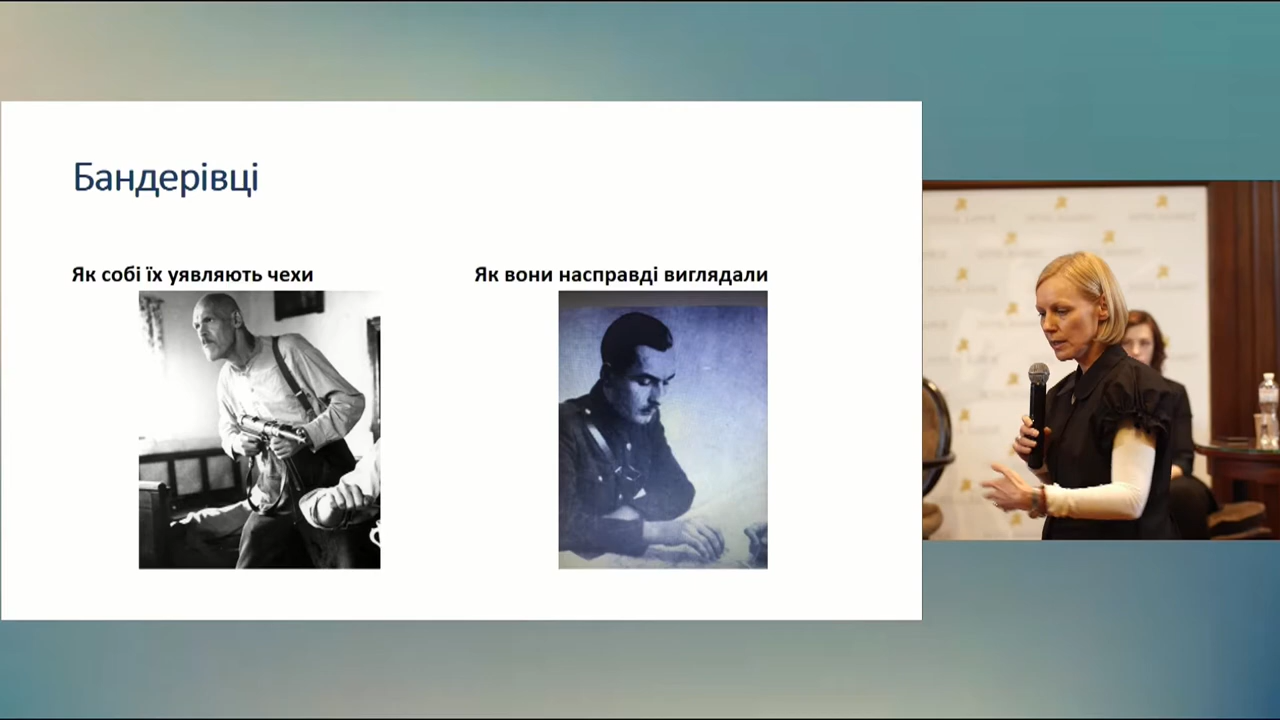 Бандерівці
Як собі їх уявляють чехи
Як вони насправді виглядали